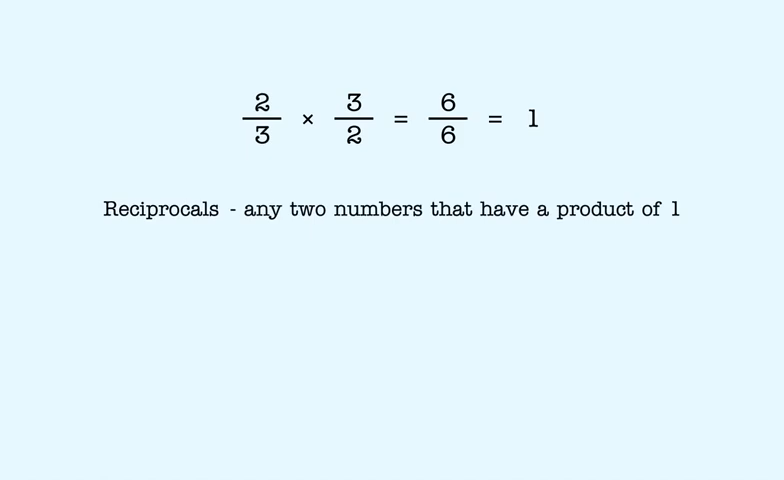 2/3 × 3/2 = 6/6 = 1
Reciprocals - any two numbers that have a product of 1